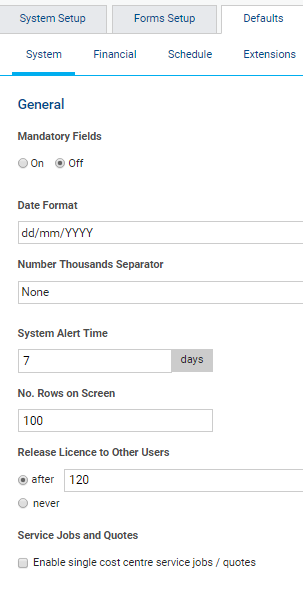 System Setup Forms Setup Defaults
System Financial Schedule Extensions
General
Mandatory Fields
On Off
Date Format
dd/mm/YYYY
Number Thousands Separator
None
System Alert Time
7 days
No. Rows on Screen
100
Release Licence to Other Users
after 120
never
Service Jobs and Quotes
Enable single cost centre service jobs / quotes